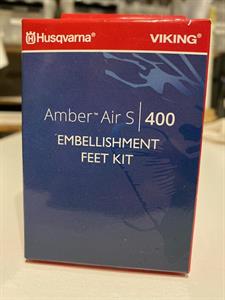 Husqvarna® VIKING®
Amber™ Air S|400
EMBELLISHMENT
FEET KIT